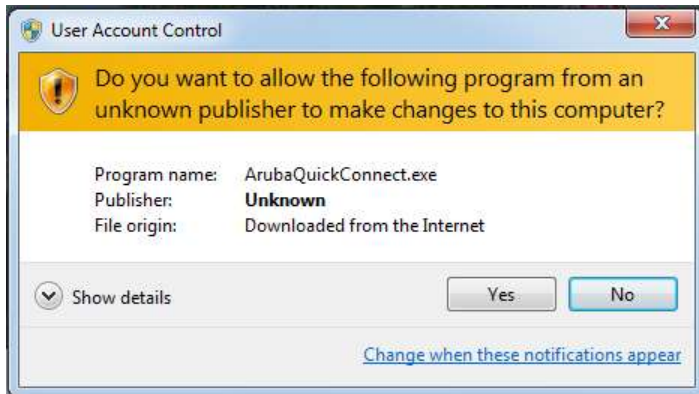 User Account Control
Do you want to allow the following program from an
unknown publisher to make changes to this computer?
Program name: ArubaQuickConnect.exe
Publisher: Unknown
File origin: Downloaded from the Internet
Show details Yes No
Change when these notifications appear